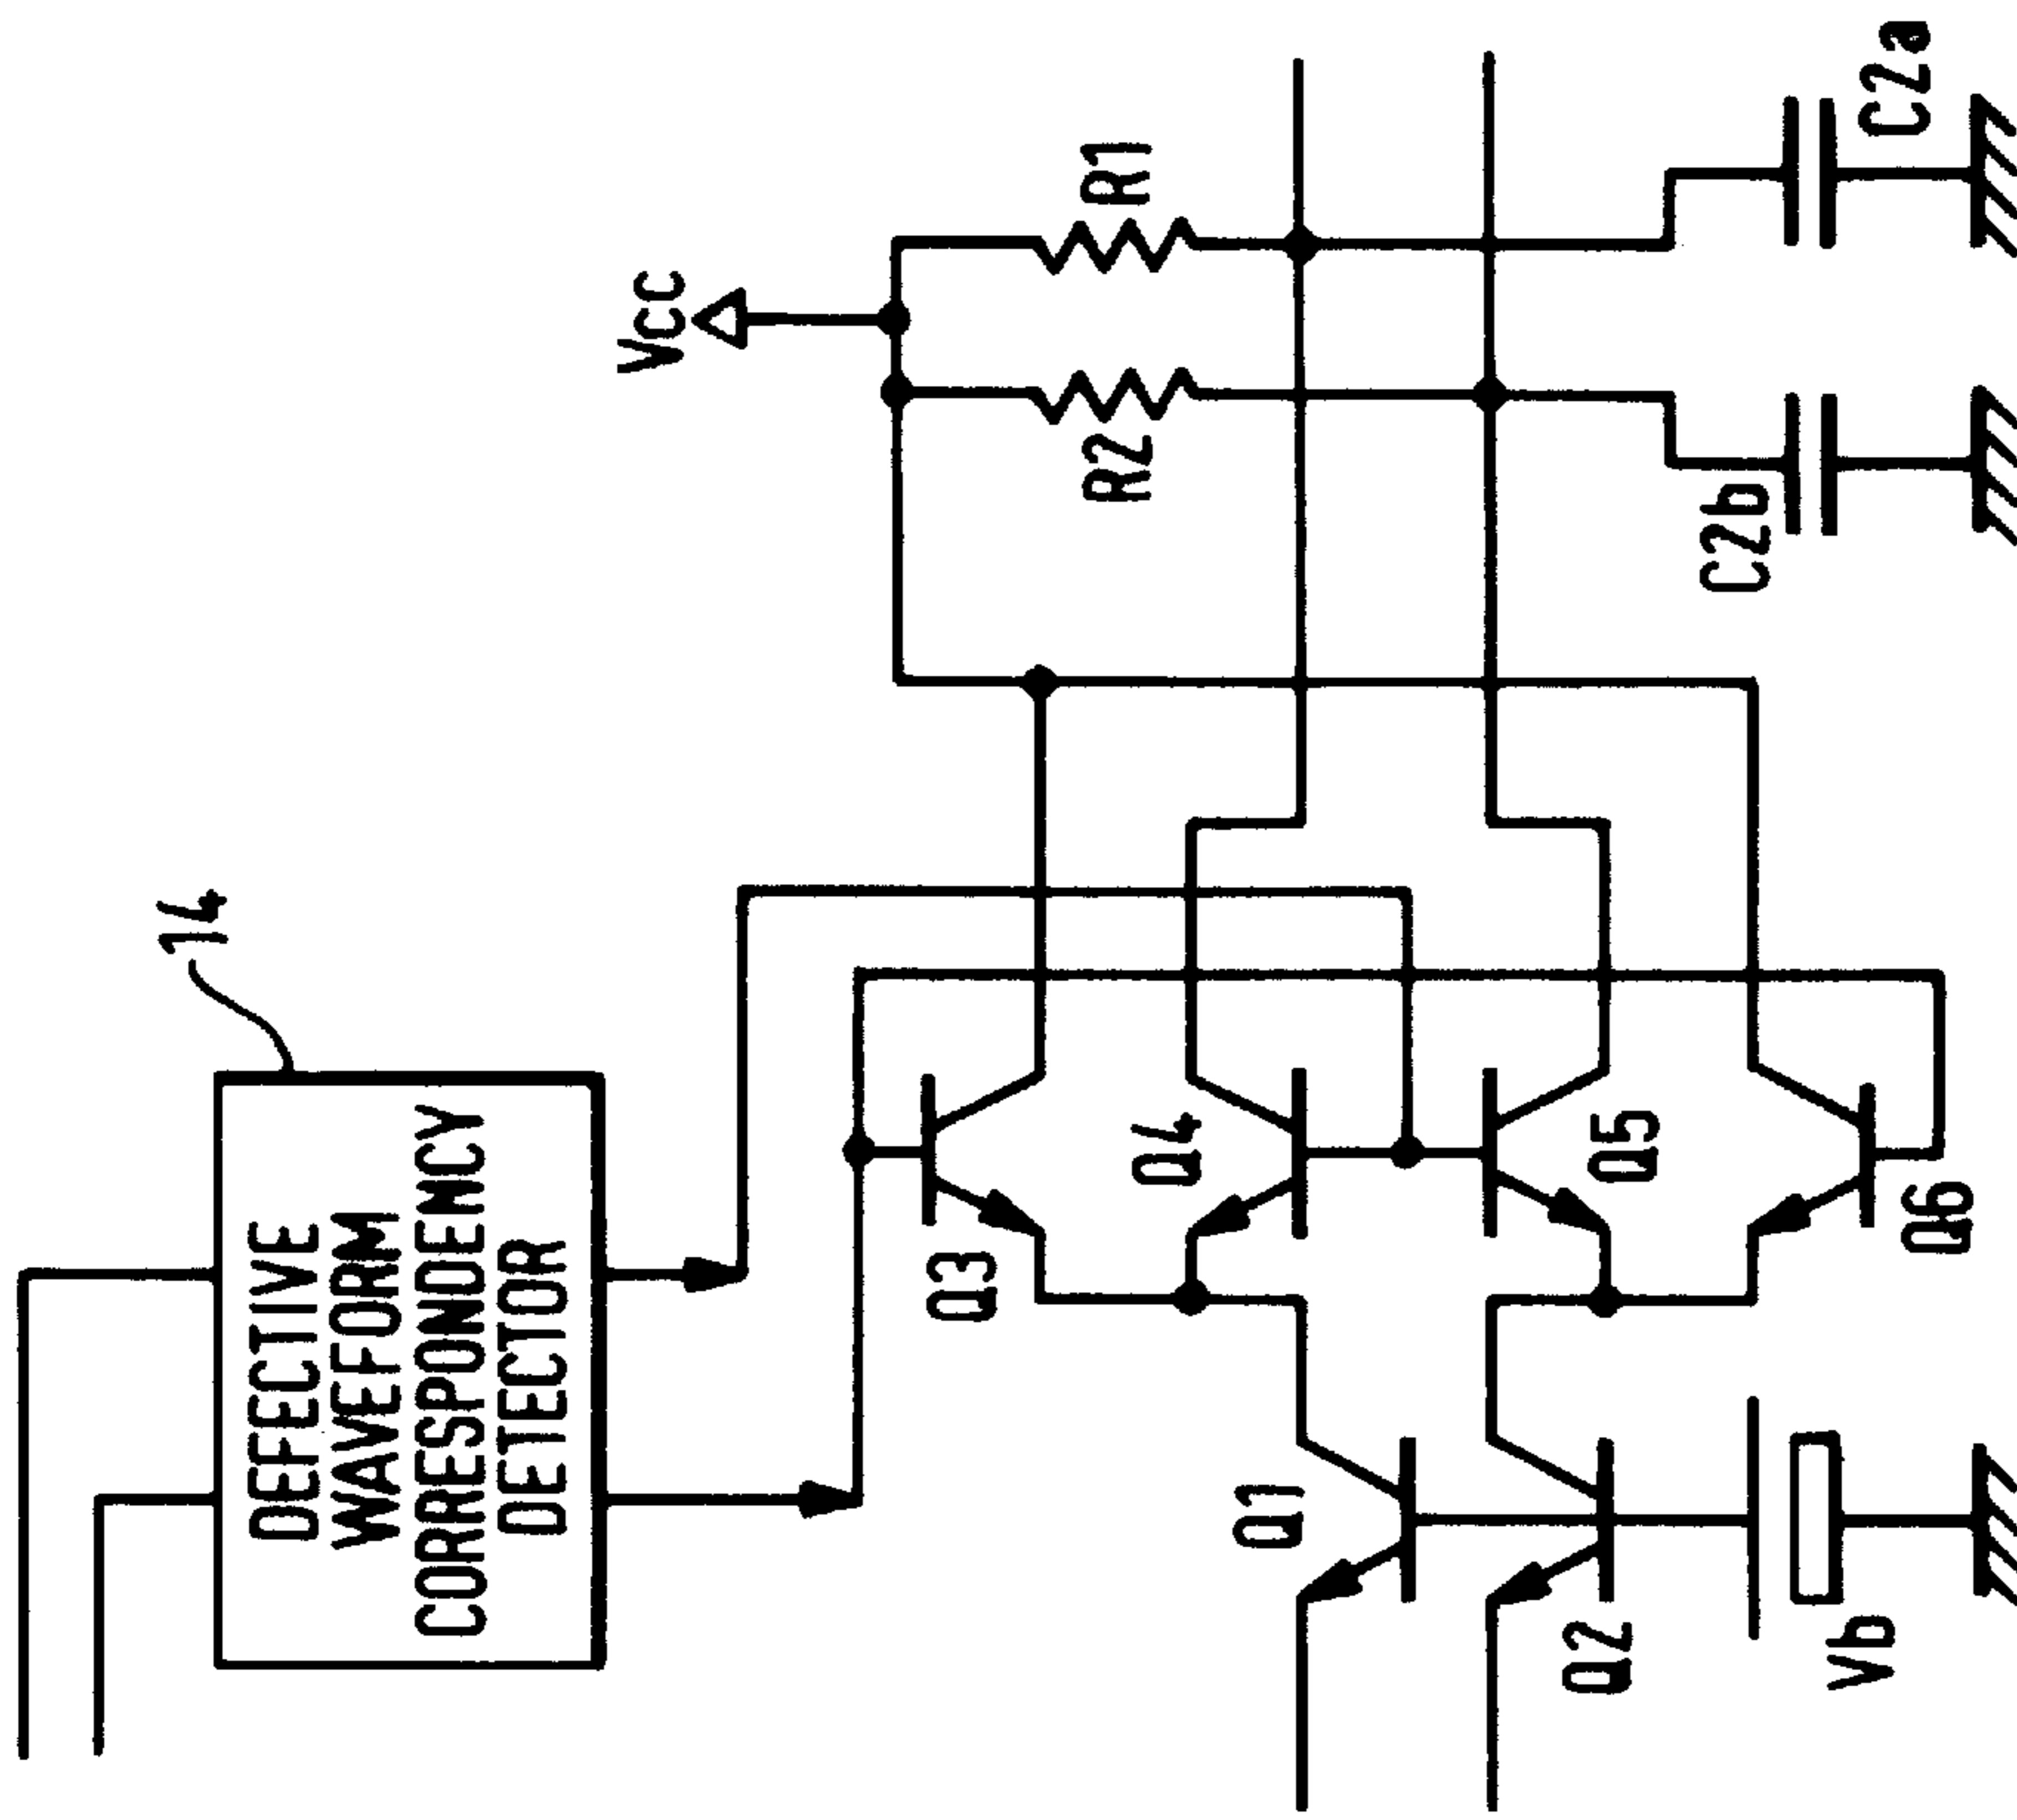 14
DEFECTIVE
WAVEFORM
CORRESPONDENCY
DETECTOR
Vcc
R2
R1
Q3
Q4
Q1
Q5
Q2
Q6
C2b
C2a
Vb